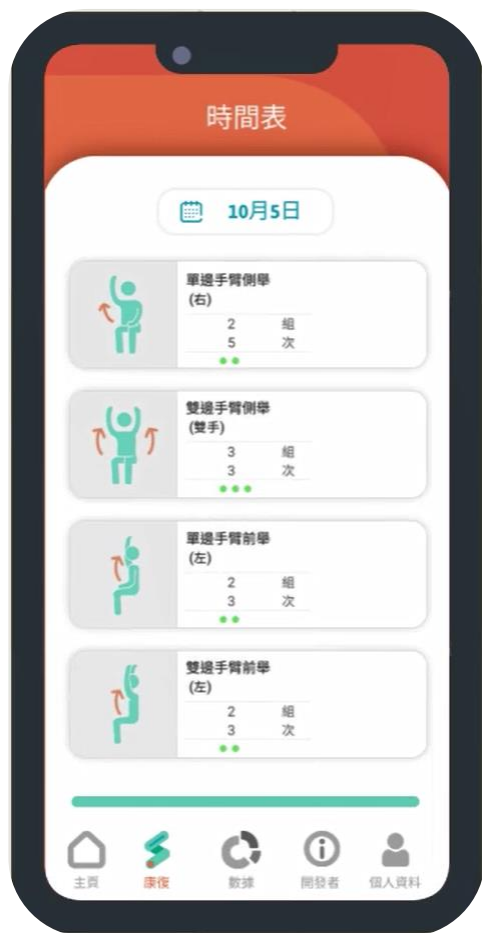 時間表
10月5日
單邊手臂側舉
(右)
2 組
5 次
雙邊手臂側舉
(雙手)
3 組
3 次
單邊手臂前舉
(左)
2 組
3 次
雙邊手臂前舉
(左)
2 組
3 次
主頁 康復 數據 開發者 個人資料